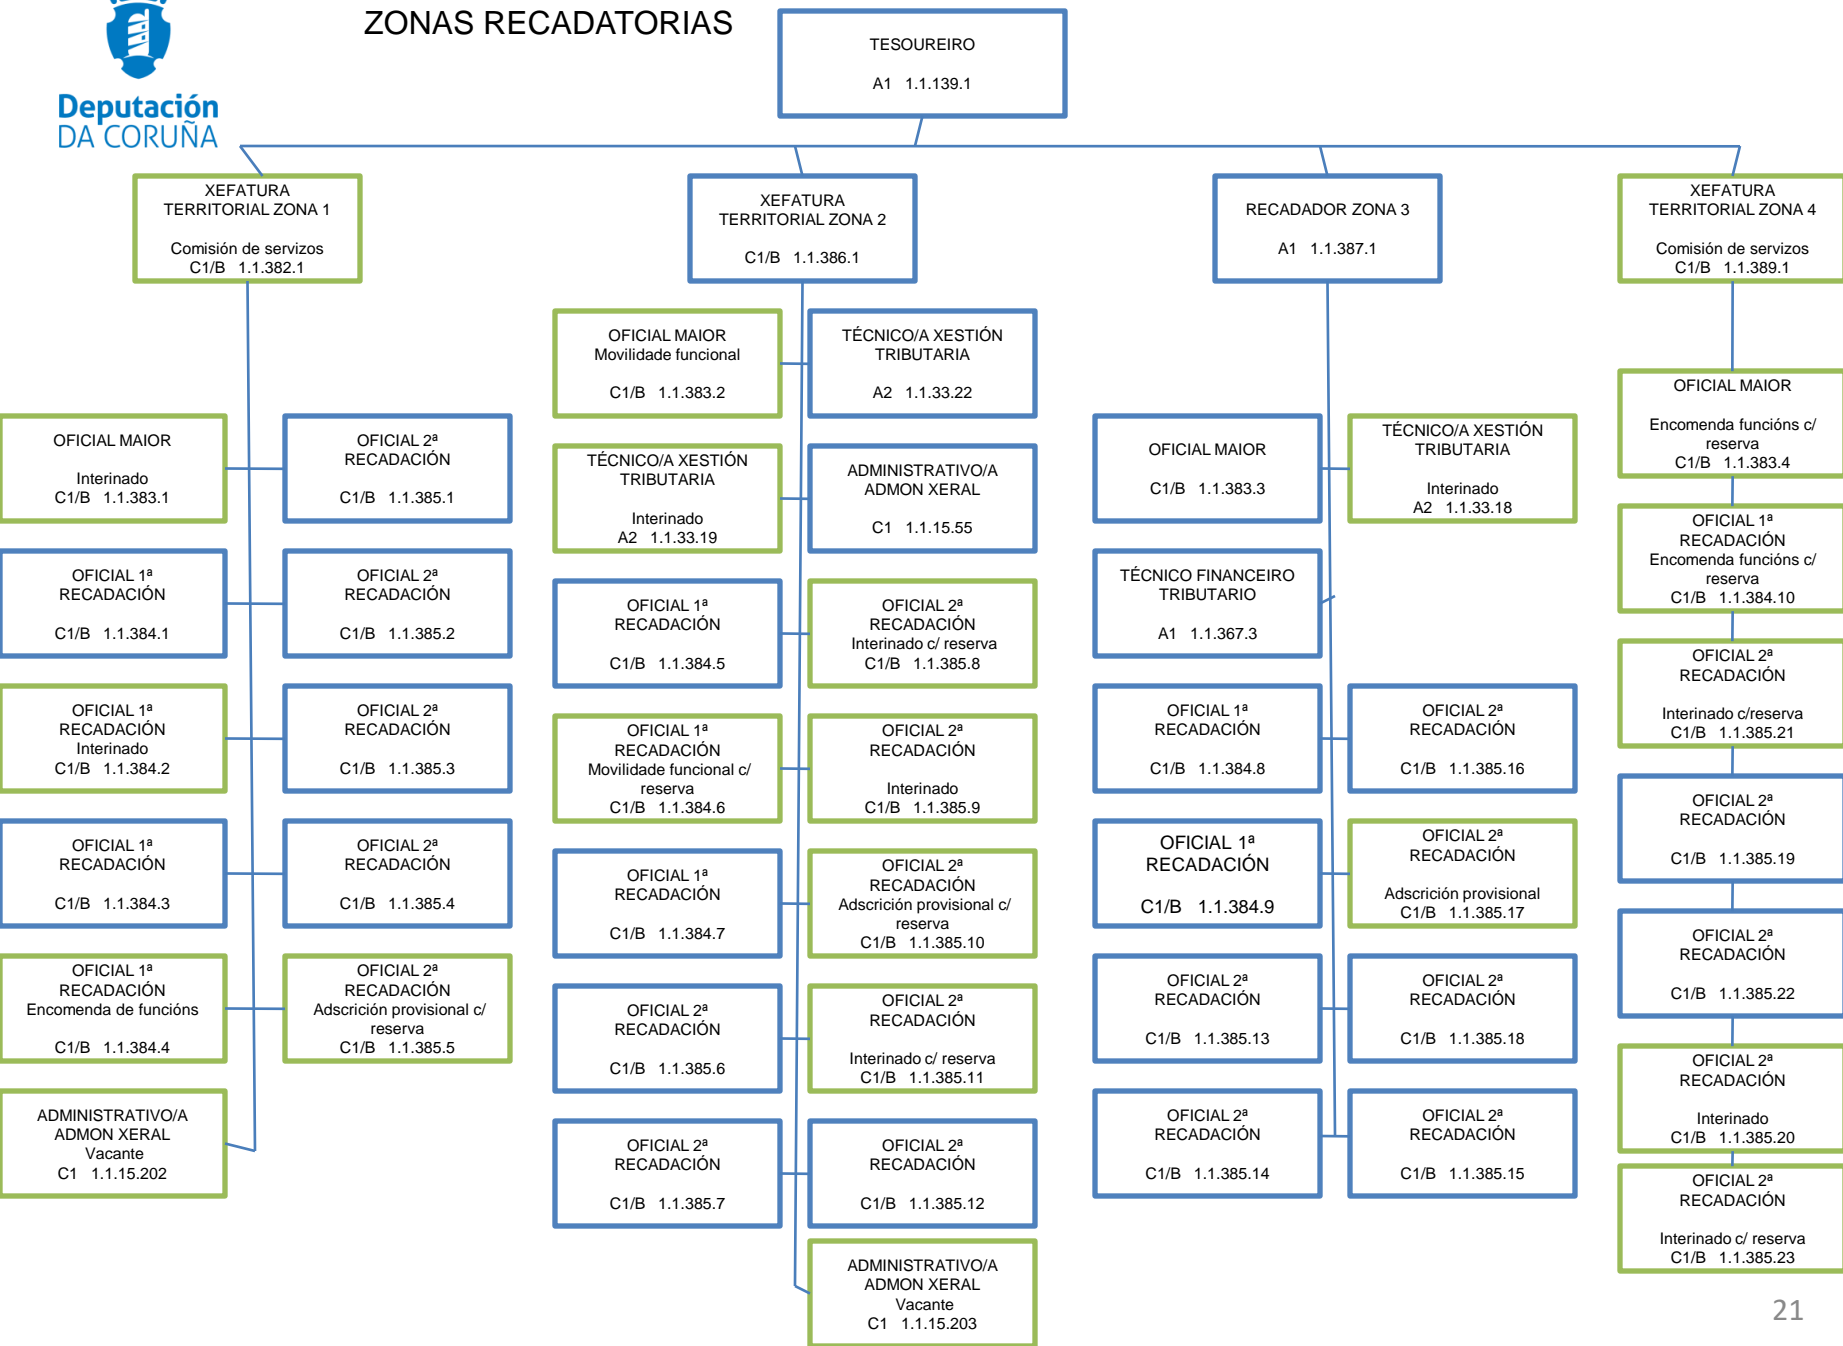 ZONAS RECADATORIAS
Deputación
DA CORUÑA
TESOUREIRO
A1 1.1.139.1
XEFATURA
TERRITORIAL ZONA 1
Comisión de servizos
C1/B 1.1.382.1
XEFATURA
TERRITORIAL ZONA 2
C1/B 1.1.386.1
RECADADOR ZONA 3
A1 1.1.387.1
XEFATURA
TERRITORIAL ZONA 4
Comisión de servizos
C1/B 1.1.389.1
OFICIAL MAIOR
Interinado
C1/B 1.1.383.1
OFICIAL 2ª
RECADACIÓN
C1/B 1.1.385.1
OFICIAL 1ª
RECADACIÓN
C1/B 1.1.384.1
OFICIAL 2ª
RECADACIÓN
C1/B 1.1.385.2
OFICIAL 1ª
RECADACIÓN
Interinado
C1/B 1.1.384.2
OFICIAL 2ª
RECADACIÓN
C1/B 1.1.385.3
OFICIAL 1ª
RECADACIÓN
C1/B 1.1.384.3
OFICIAL 2ª
RECADACIÓN
C1/B 1.1.385.4
OFICIAL 1ª
RECADACIÓN
Encomenda de funcións
C1/B 1.1.384.4
OFICIAL 2ª
RECADACIÓN
Adscrición provisional c/
reserva
C1/B 1.1.385.5
ADMINISTRATIVO/A
ADMON XERAL
Vacante
C1 1.1.15.202
OFICIAL MAIOR
Movilidade funcional
C1/B 1.1.383.2
TÉCNICO/A XESTIÓN
TRIBUTARIA
A2 1.1.33.22
TÉCNICO/A XESTIÓN
TRIBUTARIA
Interinado
A2 1.1.33.19
ADMINISTRATIVO/A
ADMON XERAL
C1 1.1.15.55
OFICIAL 1ª
RECADACIÓN
C1/B 1.1.384.5
OFICIAL 2ª
RECADACIÓN
Interinado c/ reserva
C1/B 1.1.385.8
OFICIAL 1ª
RECADACIÓN
Movilidade funcional c/
reserva
C1/B 1.1.384.6
OFICIAL 2ª
RECADACIÓN
Interinado
C1/B 1.1.385.9
OFICIAL 1ª
RECADACIÓN
C1/B 1.1.384.7
OFICIAL 2ª
RECADACIÓN
Adscrición provisional c/
reserva
C1/B 1.1.385.10
OFICIAL 2ª
RECADACIÓN
C1/B 1.1.385.6
OFICIAL 2ª
RECADACIÓN
Interinado c/ reserva
C1/B 1.1.385.11
OFICIAL 2ª
RECADACIÓN
C1/B 1.1.385.7
OFICIAL 2ª
RECADACIÓN
C1/B 1.1.385.12
ADMINISTRATIVO/A
ADMON XERAL
Vacante
C1 1.1.15.203
OFICIAL MAIOR
C1/B 1.1.383.3
TÉCNICO/A XESTIÓN
TRIBUTARIA
Interinado
A2 1.1.33.18
TÉCNICO FINANCEIRO
TRIBUTARIO
A1 1.1.367.3
OFICIAL 1ª
RECADACIÓN
C1/B 1.1.384.8
OFICIAL 2ª
RECADACIÓN
C1/B 1.1.385.16
OFICIAL 1ª
RECADACIÓN
C1/B 1.1.384.9
OFICIAL 2ª
RECADACIÓN
Adscrición provisional
C1/B 1.1.385.17
OFICIAL 2ª
RECADACIÓN
C1/B 1.1.385.13
OFICIAL 2ª
RECADACIÓN
C1/B 1.1.385.18
OFICIAL 2ª
RECADACIÓN
C1/B 1.1.385.14
OFICIAL 2ª
RECADACIÓN
C1/B 1.1.385.15
OFICIAL MAIOR
Encomenda funcións c/
reserva
C1/B 1.1.383.4
OFICIAL 1ª
RECADACIÓN
Encomenda funcións c/
reserva
C1/B 1.1.384.10
OFICIAL 2ª
RECADACIÓN
Interinado c/reserva
C1/B 1.1.385.21
OFICIAL 2ª
RECADACIÓN
C1/B 1.1.385.19
OFICIAL 2ª
RECADACIÓN
C1/B 1.1.385.22
OFICIAL 2ª
RECADACIÓN
Interinado
C1/B 1.1.385.20
OFICIAL 2ª
RECADACIÓN
Interinado c/ reserva
C1/B 1.1.385.23
21